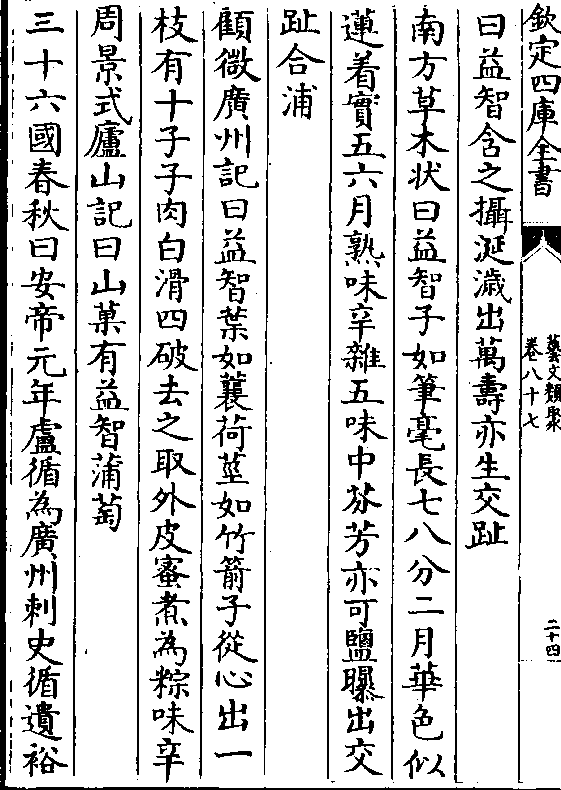 欽定四庫全書
藝文類聚
卷八十七
二十四
曰益智含之攝涎濊出萬壽亦生交趾
南方草木狀曰益智子如筆毫長七八分二月華色似
蓮着實五六月熟味辛雜五味中芬芳亦可鹽曝出交
趾合浦
顧微廣州記曰益智葉如蘘荷莖如竹箭子從心出一
枝有十子子肉白滑四破去之取外皮蜜煮為粽味辛
周景式廬山記曰山菓有益智蒲萄
三十六國春秋曰安帝元年盧循為廣州刺史循遺裕